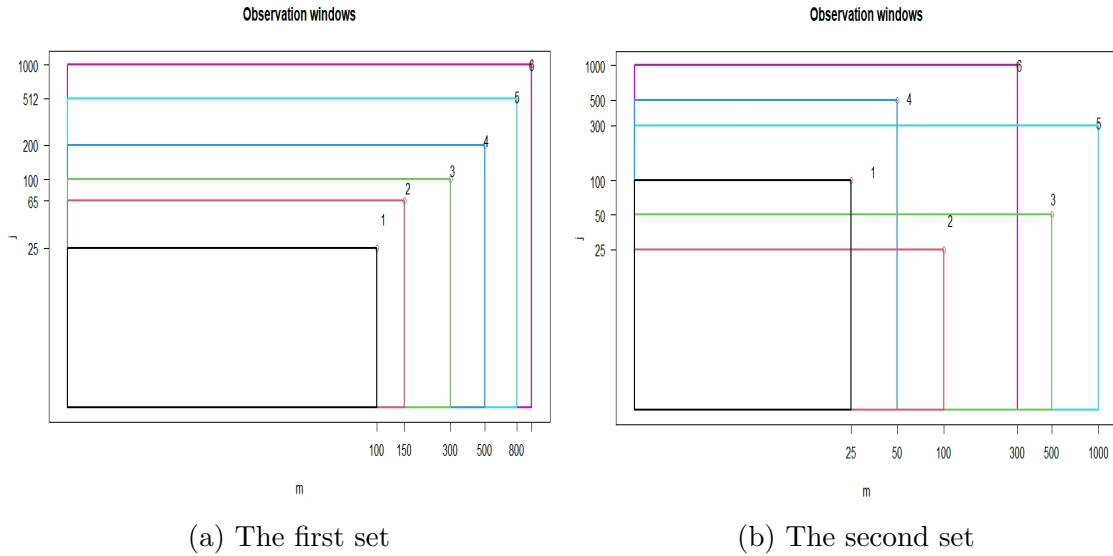 Observation windows
1000
512
200
100
65
25
j
6
5
4
3
2
1
100 150 300 500 800
m
(a) The first set
Observation windows
1000
500
300
100
50
25
j
6
4
5
1
3
2
25 50 100 300 500 1000
m
(b) The second set